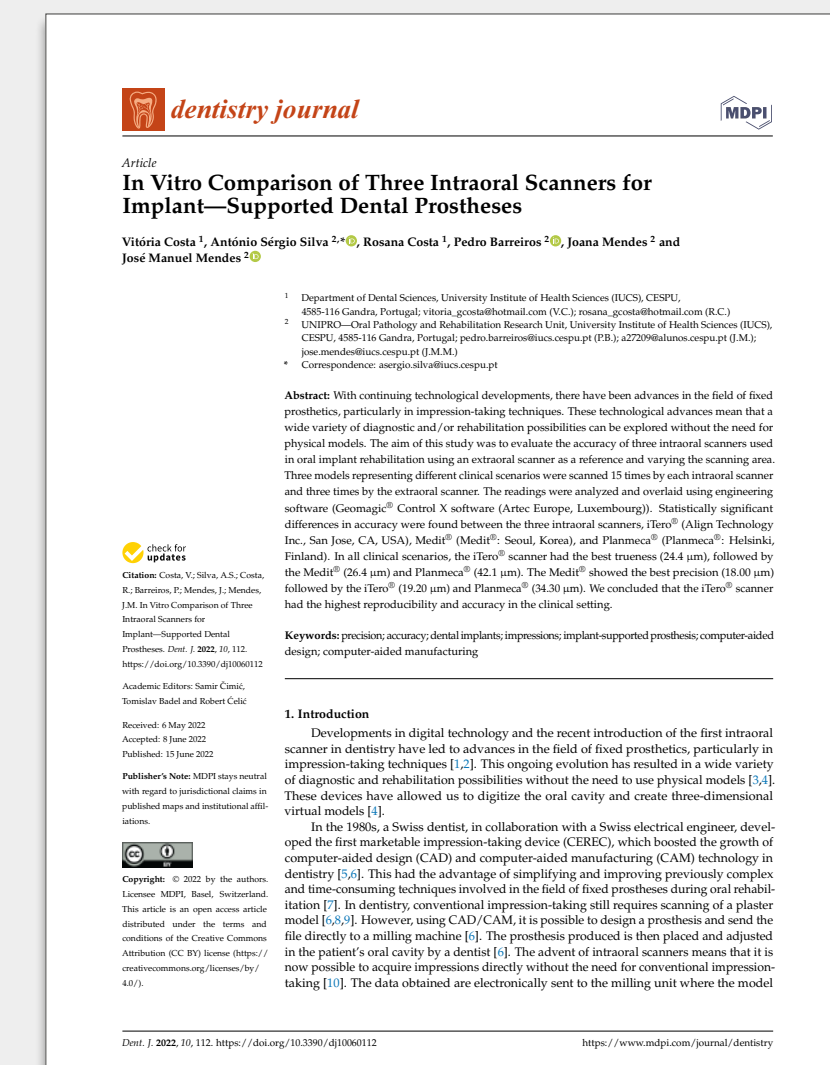 dentistry journal
MDPI
Article
In Vitro Comparison of Three Intraoral Scanners for
Implant—Supported Dental Prostheses
Vitória Costa 1, António Sérgio Silva 2,*, Rosana Costa 1, Pedro Barreiros 2, Joana Mendes 2 and
José Manuel Mendes 2
1 Department of Dental Sciences, University Institute of Health Sciences (IUCS), CESPU,
4585-116 Gandra, Portugal; vitoria_gcosta@hotmail.com (V.C.); rosana_gcosta@hotmail.com (R.C.)
2 UNIPRO—Oral Pathology and Rehabilitation Research Unit, University Institute of Health Sciences (IUCS),
CESPU, 4585-116 Gandra, Portugal; pedro.barreiros@iucs.cespu.pt (P.B.); a27209@alunos.cespu.pt (J.M.);
jose.mendes@iucs.cespu.pt (J.M.M.)
* Correspondence: asergio.silva@iucs.cespu.pt
Abstract: With continuing technological developments, there have been advances in the field of fixed
prosthetics, particularly in impression-taking techniques. These technological advances mean that a
wide variety of diagnostic and/or rehabilitation possibilities can be explored without the need for
physical models. The aim of this study was to evaluate the accuracy of three intraoral scanners used
in oral implant rehabilitation using an extraoral scanner as a reference and varying the scanning area.
Three models representing different clinical scenarios were scanned 15 times by each intraoral scanner
and three times by the extraoral scanner. The readings were analyzed and overlaid using engineering
software (Geomagic® Control X software (Artec Europe, Luxembourg)). Statistically significant
differences in accuracy were found between the three intraoral scanners, iTero® (Align Technology
Inc., San Jose, CA, USA), Medit® (Medit®: Seoul, Korea), and Planmeca® (Planmeca®: Helsinki,
Finland). In all clinical scenarios, the iTero® scanner had the best trueness (24.4 μm), followed by
the Medit® (26.4 μm) and Planmeca® (42.1 μm). The Medit® showed the best precision (18.00 μm)
followed by the iTero® (19.20 μm) and Planmeca® (34.30 μm). We concluded that the iTero® scanner
had the highest reproducibility and accuracy in the clinical setting.
Keywords: precision; accuracy; dental implants; impressions; implant-supported prosthesis; computer-aided
design; computer-aided manufacturing
check for
updates
Citation: Costa, V.; Silva, A.S.; Costa,
R.; Barreiros, P.; Mendes, J.; Mendes,
J.M. In Vitro Comparison of Three
Intraoral Scanners for
Implant—Supported Dental
Prostheses. Dent. J. 2022, 10, 112.
https://doi.org/10.3390/dj10060112
Academic Editors: Samir Čimić,
Tomislav Badel and Robert Ćelić
Received: 6 May 2022
Accepted: 8 June 2022
Published: 15 June 2022
Publisher's Note: MDPI stays neutral
with regard to jurisdictional claims in
published maps and institutional affil-
iations.
cc
BY
Copyright: © 2022 by the authors.
Licensee MDPI, Basel, Switzerland.
This article is an open access article
distributed under the terms and
conditions of the Creative Commons
Attribution (CC BY) license (https://
creativecommons.org/licenses/by/
4.0/).
1. Introduction
Developments in digital technology and the recent introduction of the first intraoral
scanner in dentistry have led to advances in the field of fixed prosthetics, particularly in
impression-taking techniques [1,2]. This ongoing evolution has resulted in a wide variety
of diagnostic and rehabilitation possibilities without the need to use physical models [3,4].
These devices have allowed us to digitize the oral cavity and create three-dimensional
virtual models [4].
In the 1980s, a Swiss dentist, in collaboration with a Swiss electrical engineer, devel-
oped the first marketable impression-taking device (CEREC), which boosted the growth of
computer-aided design (CAD) and computer-aided manufacturing (CAM) technology in
dentistry [5,6]. This had the advantage of simplifying and improving previously complex
and time-consuming techniques involved in the field of fixed prostheses during oral rehabil-
itation [7]. In dentistry, conventional impression-taking still requires scanning of a plaster
model [6,8,9]. However, using CAD/CAM, it is possible to design a prosthesis and send the
file directly to a milling machine [6]. The prosthesis produced is then placed and adjusted
in the patient's oral cavity by a dentist [6]. The advent of intraoral scanners means that it is
now possible to acquire impressions directly without the need for conventional impression-
taking [10]. The data obtained are electronically sent to the milling unit where the model
Dent. J. 2022, 10, 112. https://doi.org/10.3390/dj10060112
https://www.mdpi.com/journal/dentistry